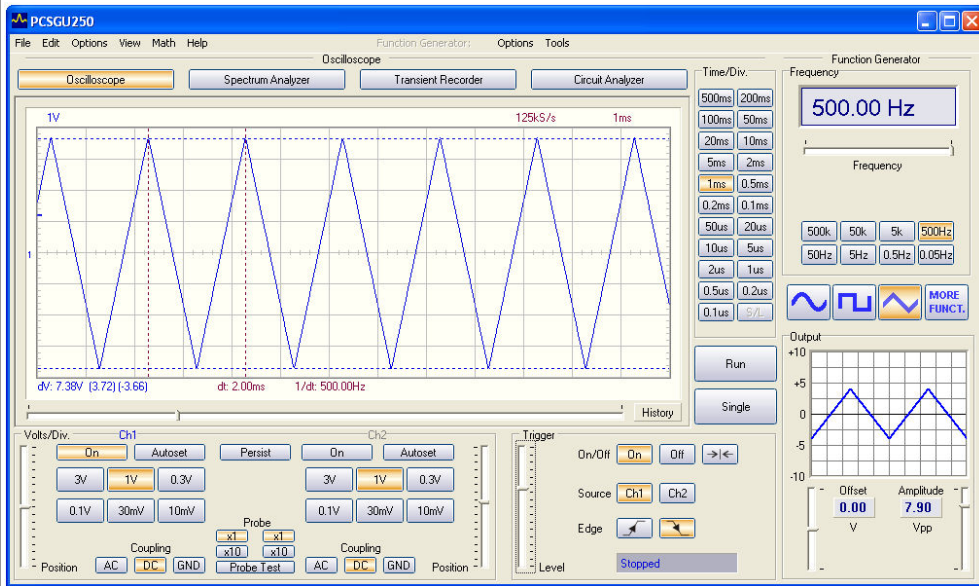 PCSGU250
File Edit Options View Math Help Function Generator: Options Tools
Oscilloscope
Oscilloscope Spectrum Analyzer Transient Recorder Circuit Analyzer
1V 125kS/s 1ms
1
dV: 7.38V (3.72) (-3.66) dt: 2.00ms 1/dt: 500.00Hz
History
Time/Div.
500ms 200ms
100ms 50ms
20ms 10ms
5ms 2ms
1ms 0.5ms
0.2ms 0.1ms
50us 20us
10us 5us
2us 1us
0.5us 0.2us
0.1us S/L
Run
Single
Function Generator
Frequency
500.00 Hz
Frequency
500k 50k 5k 500Hz
50Hz 5Hz 0.5Hz 0.05Hz
MORE
FUNCT.
Output
+10
+5
0
-5
-10
Offset Amplitude
0.00 7.90
V Vpp
Volts/Div. Ch1 Ch2
On Autoset Persist On Autoset
3V 1V 0.3V 3V 1V 0.3V
0.1V 30mV 10mV 0.1V 30mV 10mV
Probe
x1 x1
x10 x10
Probe Test
Coupling Coupling
Position AC DC GND AC DC GND Position
Trigger
On/Off On Off
Source Ch1 Ch2
Edge
Level Stopped